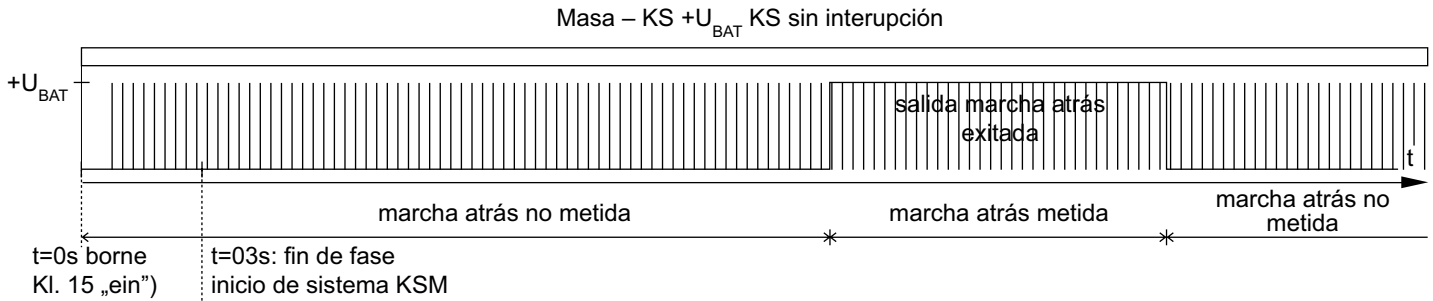 Masa – KS +U_BAT KS sin interupción
+U_BAT
salida marcha atrás
exitada
t
marcha atrás no metida
marcha atrás metida
marcha atrás no
metida
t=0s borne
Kl. 15 „ein”)
t=03s: fin de fase
inicio de sistema KSM